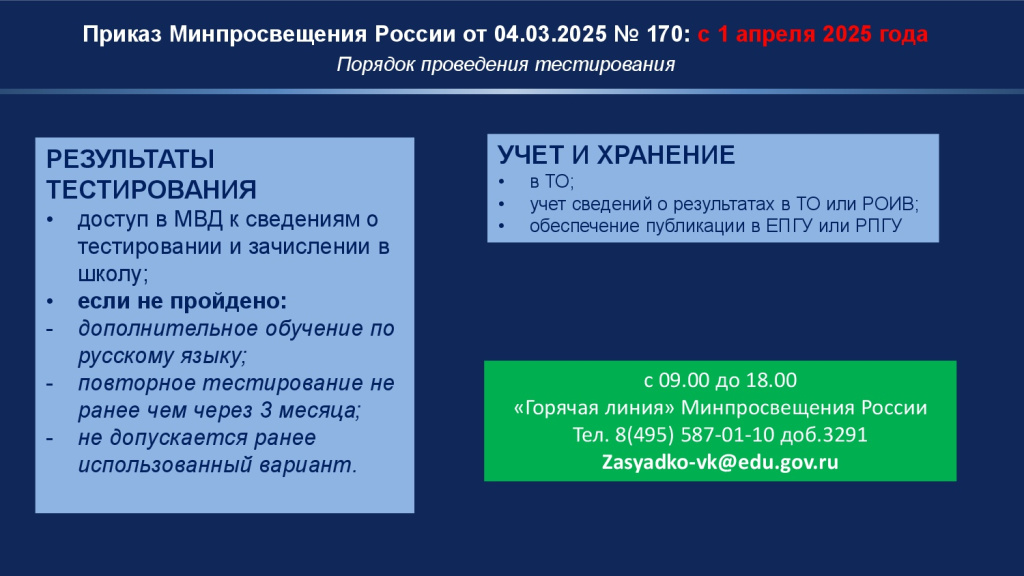 Приказ Минпросвещения России от 04.03.2025 № 170: с 1 апреля 2025 года
Порядок проведения тестирования
РЕЗУЛЬТАТЫ
ТЕСТИРОВАНИЯ
• доступ в МВД к сведениям о
тестировании и зачислении в
школу;
• если не пройдено:
- дополнительное обучение по
русскому языку;
- повторное тестирование не
ранее чем через 3 месяца;
- не допускается ранее
использованный вариант.
УЧЕТ И ХРАНЕНИЕ
• в ТО;
• учет сведений о результатах в ТО или РОИВ;
• обеспечение публикации в ЕПГУ или РПГУ
с 09.00 до 18.00
«Горячая линия» Минпросвещения России
Тел. 8(495) 587-01-10 доб.3291
Zasyadko-vk@edu.gov.ru